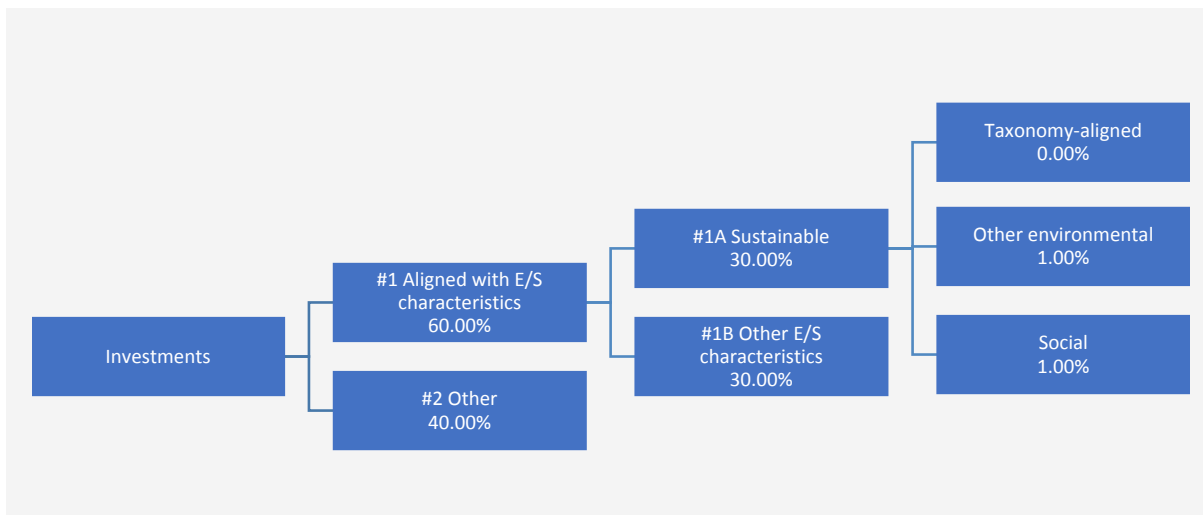 Investments
#1 Aligned with E/S
characteristics
60.00%
#2 Other
40.00%
#1A Sustainable
30.00%
#1B Other E/S
characteristics
30.00%
Taxonomy-aligned
0.00%
Other environmental
1.00%
Social
1.00%